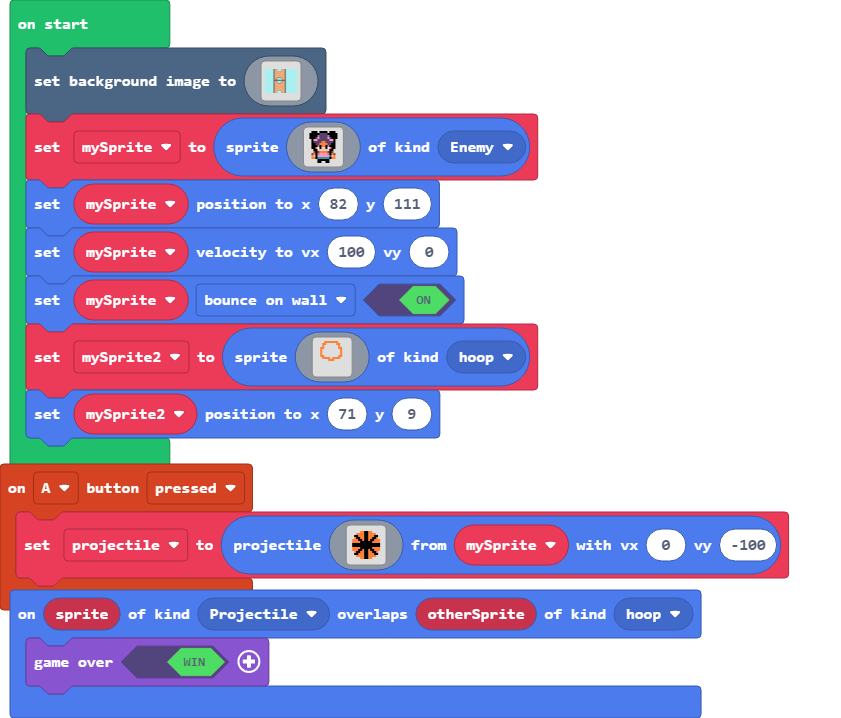 on start
set background image to
set mySprite to sprite of kind Enemy
set mySprite position to x 82 y 111
set mySprite velocity to vx 100 vy 0
set mySprite bounce on wall ON
set mySprite2 to sprite of kind hoop
set mySprite2 position to x 71 y 9
on A button pressed
set projectile to projectile from mySprite with vx 0 vy -100
on sprite of kind Projectile overlaps otherSprite of kind hoop
game over WIN